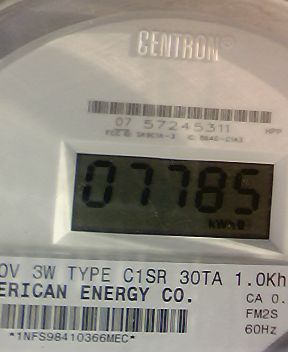 CENTRON®
07 57245311
HPP
07785
kWh
0V 3W TYPE C1SR 30TA 1.0Kh
ERICAN ENERGY CO.
CA 0.
FM2S
60Hz
*1NFS98410366MEC*